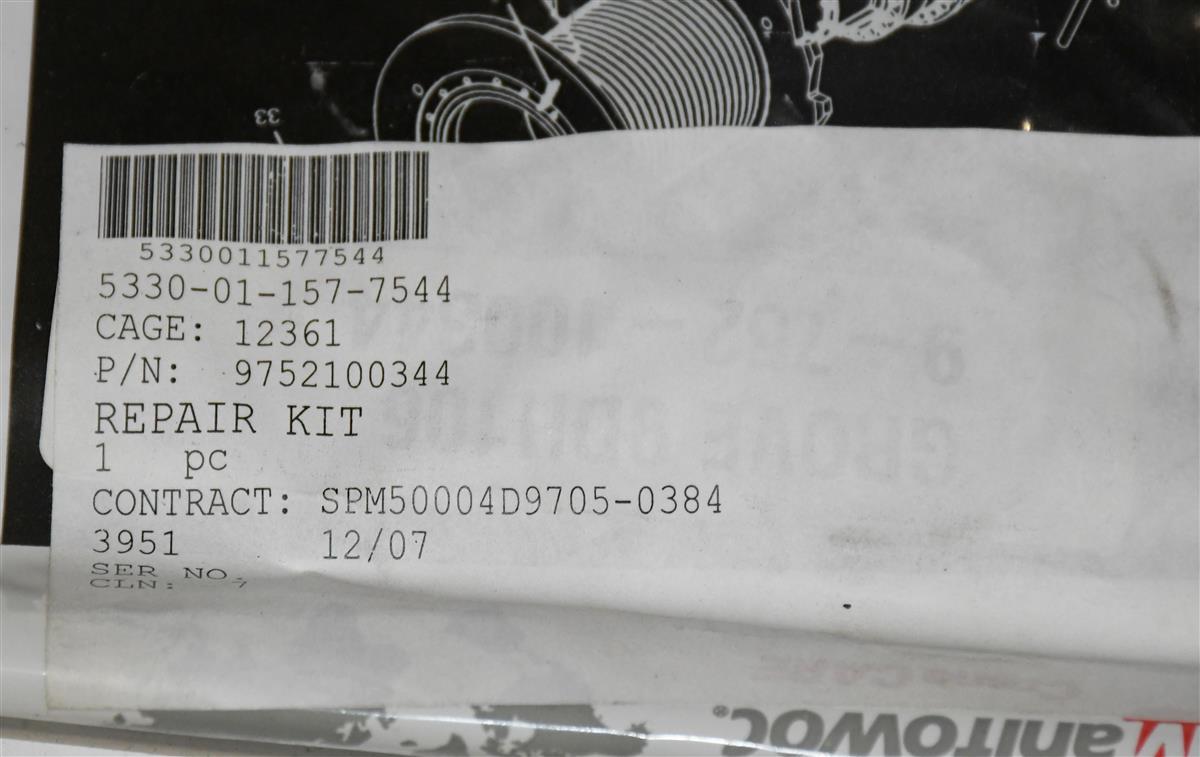 33
5330011577544
5330-01-157-7544
CAGE: 12361
P/N: 9752100344
REPAIR KIT
1 pc
CONTRACT: SPM50004D9705-0384
3951 12/07
SER NO.
CLN: 7
Manitowoc®